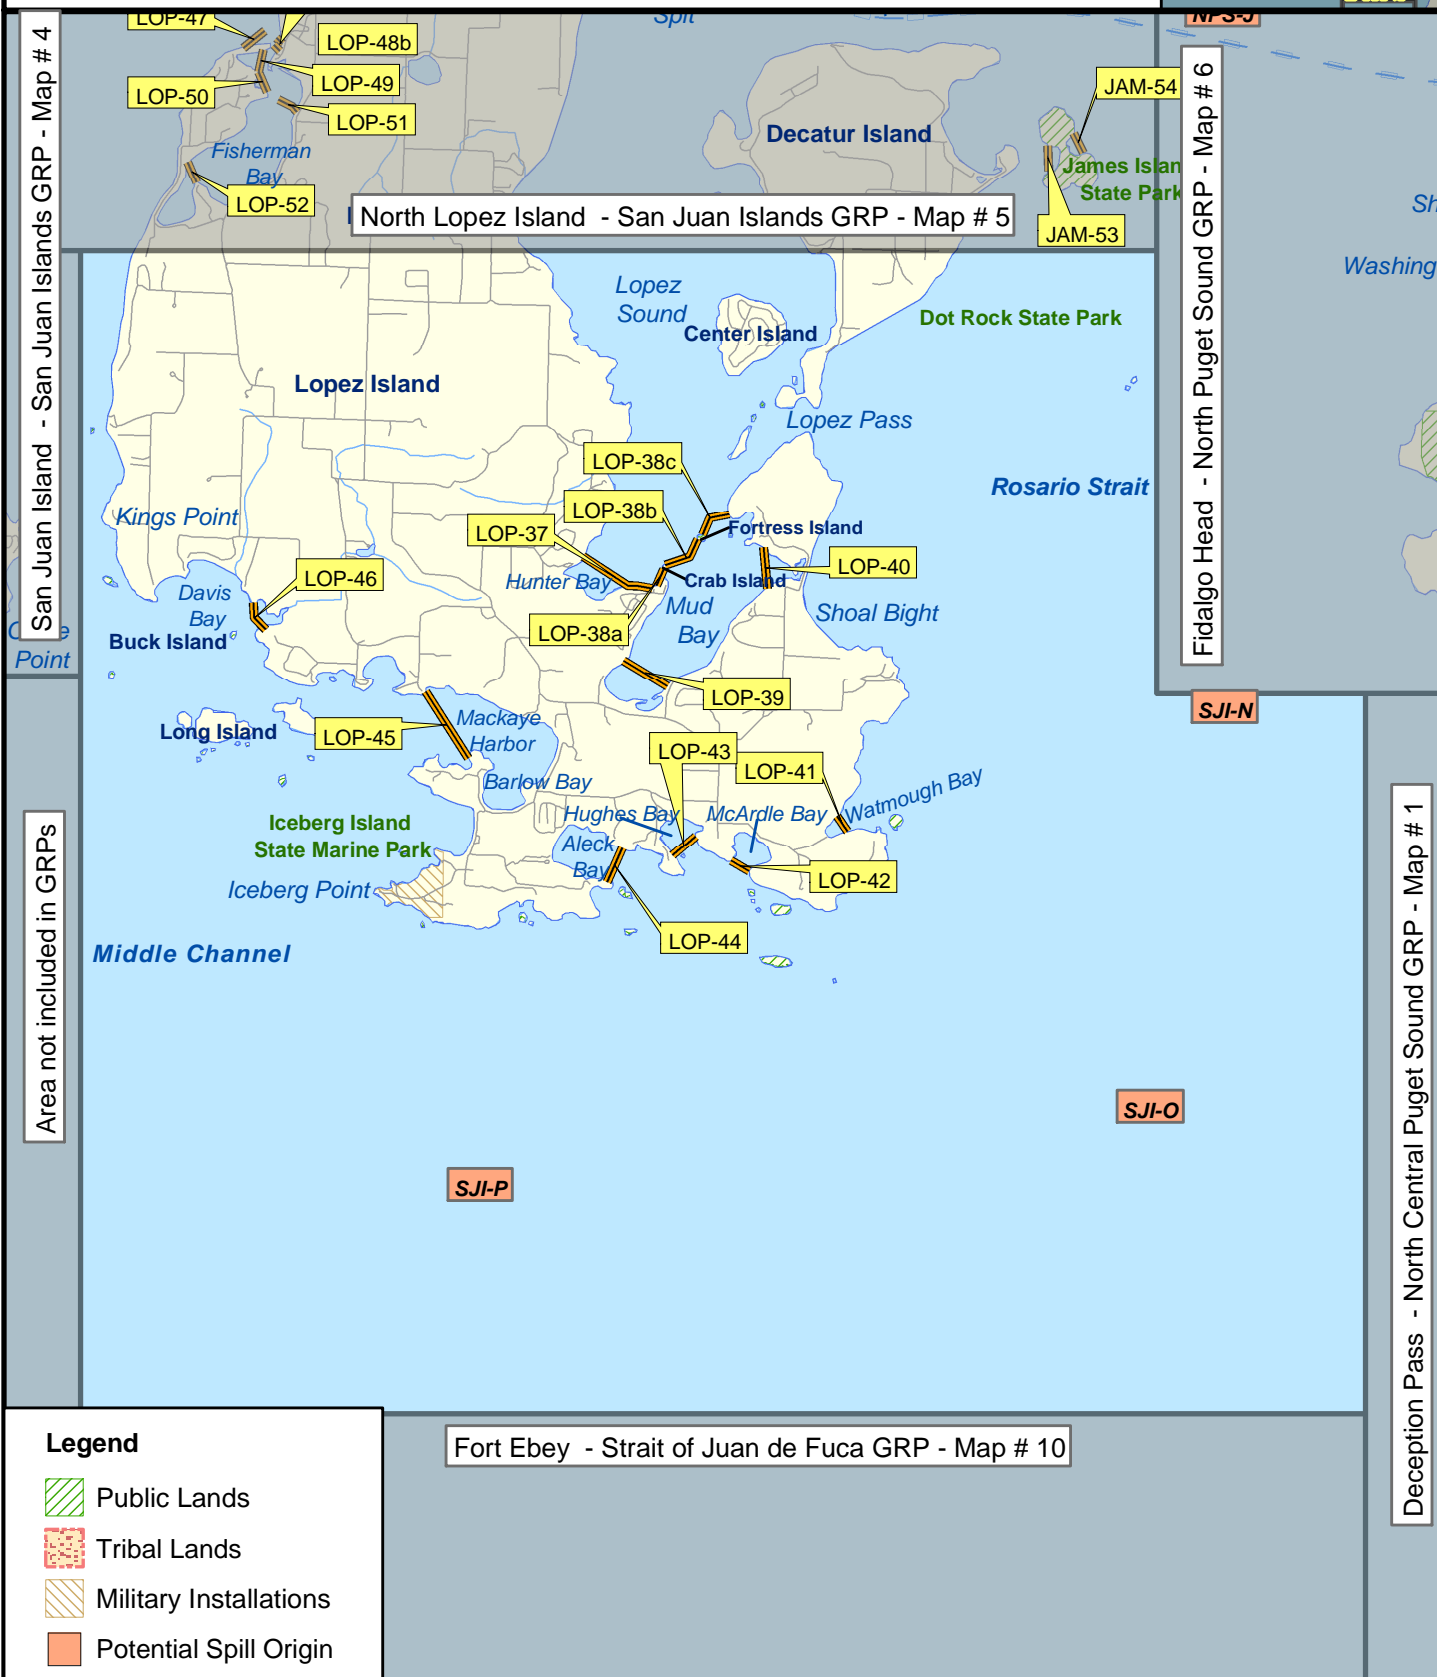 LOP-47
LOP-48b
LOP-49
LOP-50
LOP-51
LOP-52
Fisherman
Bay
Spit
NPS-J
Decatur Island
JAM-54
James Islan
State Park
JAM-53
North Lopez Island - San Juan Islands GRP - Map # 5
San Juan Island - San Juan Islands GRP - Map # 4
Fidalgo Head - North Puget Sound GRP - Map # 6
Sh
Washing
Lopez
Sound
Center Island
Dot Rock State Park
Lopez Island
Lopez Pass
LOP-38c
Rosario Strait
LOP-38b
Kings Point
LOP-37
Fortress Island
LOP-40
LOP-46
Hunter Bay
Crab Island
Davis
Bay
Mud
Bay
Shoal Bight
LOP-38a
Buck Island
Point
LOP-39
SJI-N
Long Island
LOP-45
Mackaye
Harbor
LOP-43
LOP-41
Barlow Bay
Watmough Bay
Hughes Bay
McArdle Bay
Iceberg Island
State Marine Park
Aleck
Bay
LOP-42
Iceberg Point
LOP-44
Middle Channel
Area not included in GRPs
Deception Pass - North Central Puget Sound GRP - Map # 1
SJI-O
SJI-P
Fort Ebey - Strait of Juan de Fuca GRP - Map # 10
Legend
Public Lands
Tribal Lands
Military Installations
Potential Spill Origin